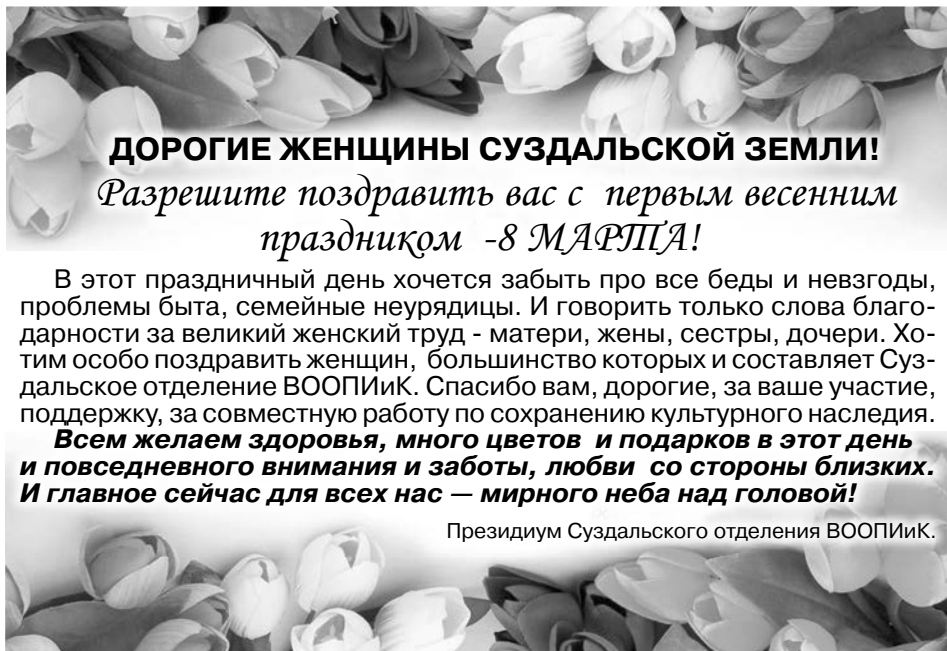 ДОРОГИЕ ЖЕНЩИНЫ СУЗДАЛЬСКОЙ ЗЕМЛИ!
Разрешите поздравить вас с первым весенним
праздником -8 МАРТА!
В этот праздничный день хочется забыть про все беды и невзгоды,
проблемы быта, семейные неурядицы. И говорить только слова благо-
дарности за великий женский труд - матери, жены, сестры, дочери. Хо-
тим особо поздравить женщин, большинство которых и составляет Суз-
дальское отделение ВООПИиК. Спасибо вам, дорогие, за ваше участие,
поддержку, за совместную работу по сохранению культурного наследия.
Всем желаем здоровья, много цветов и подарков в этот день
и повседневного внимания и заботы, любви со стороны близких.
И главное сейчас для всех нас — мирного неба над головой!
Президиум Суздальского отделения ВООПИиК.